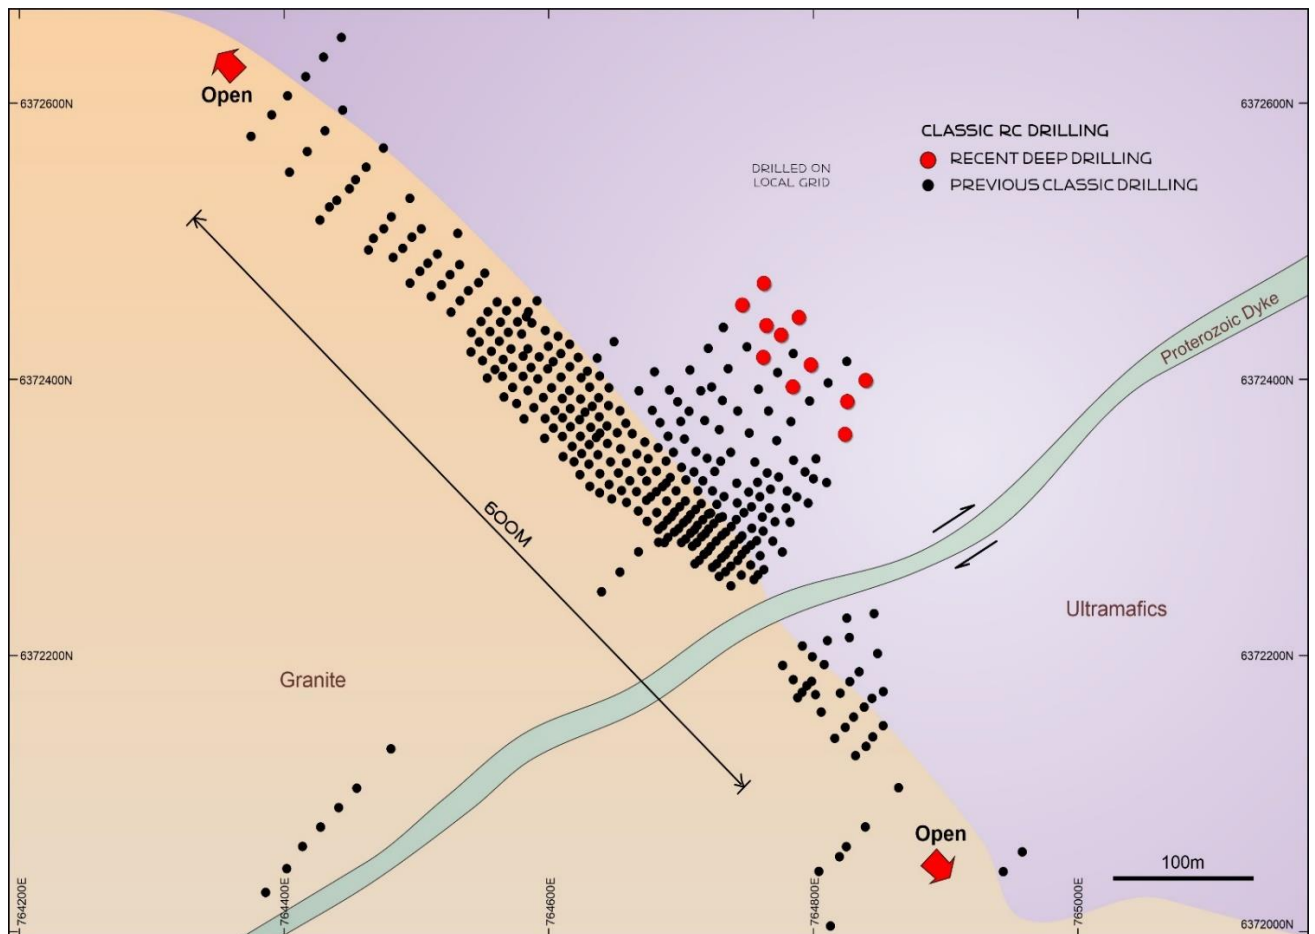 Open
6372600N
6372600N
CLASSIC RC DRILLING
RECENT DEEP DRILLING
PREVIOUS CLASSIC DRILLING
DRILLED ON
LOCAL GRID
Proterozoic Dyke
6372400N
6372400N
600M
Ultramafics
6372200N
6372200N
Granite
Open
100m
764200E
764400E
764600E
764800E
765000E
6372000N